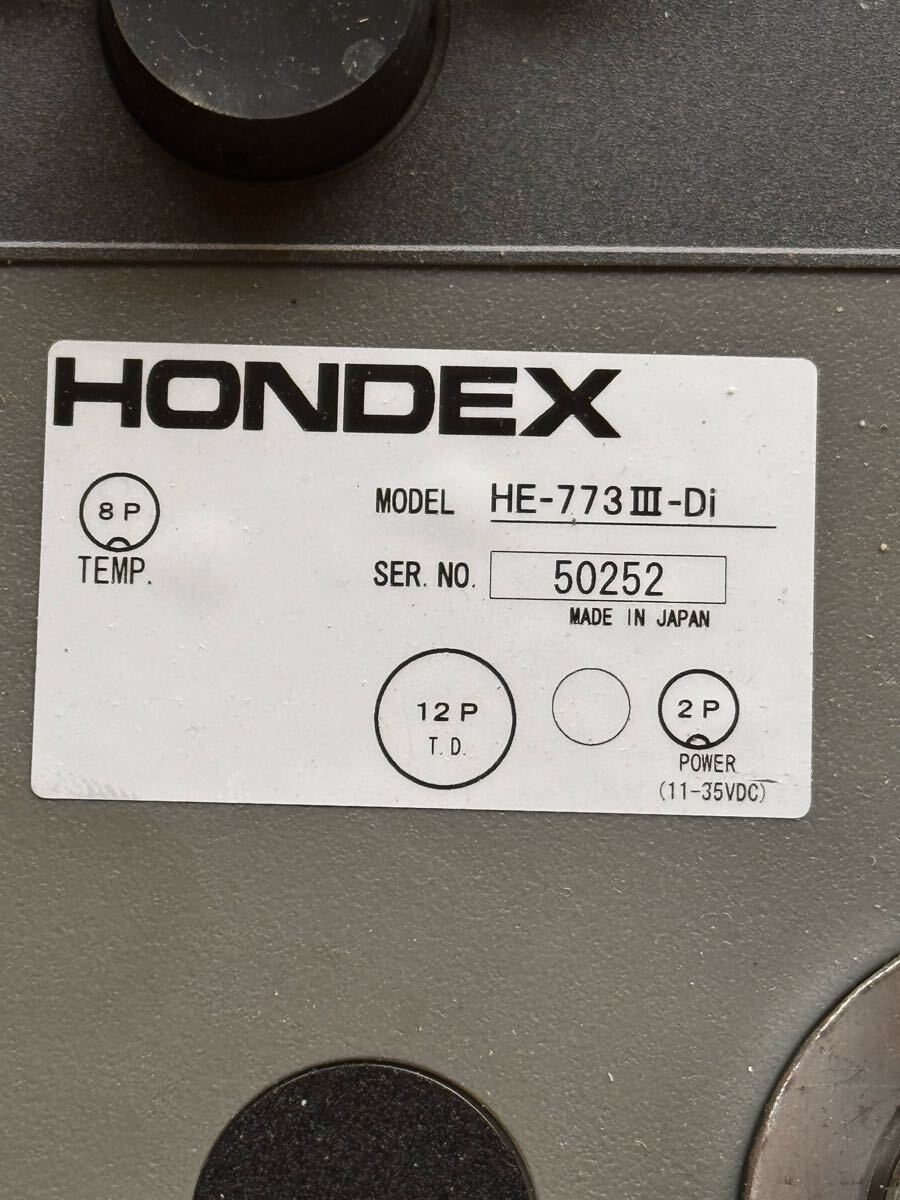 HONDEX
8P
TEMP.
MODEL HE-773Ⅲ-Di
SER. NO. 50252
MADE IN JAPAN
12P
T.D.
2P
POWER
(11-35VDC)